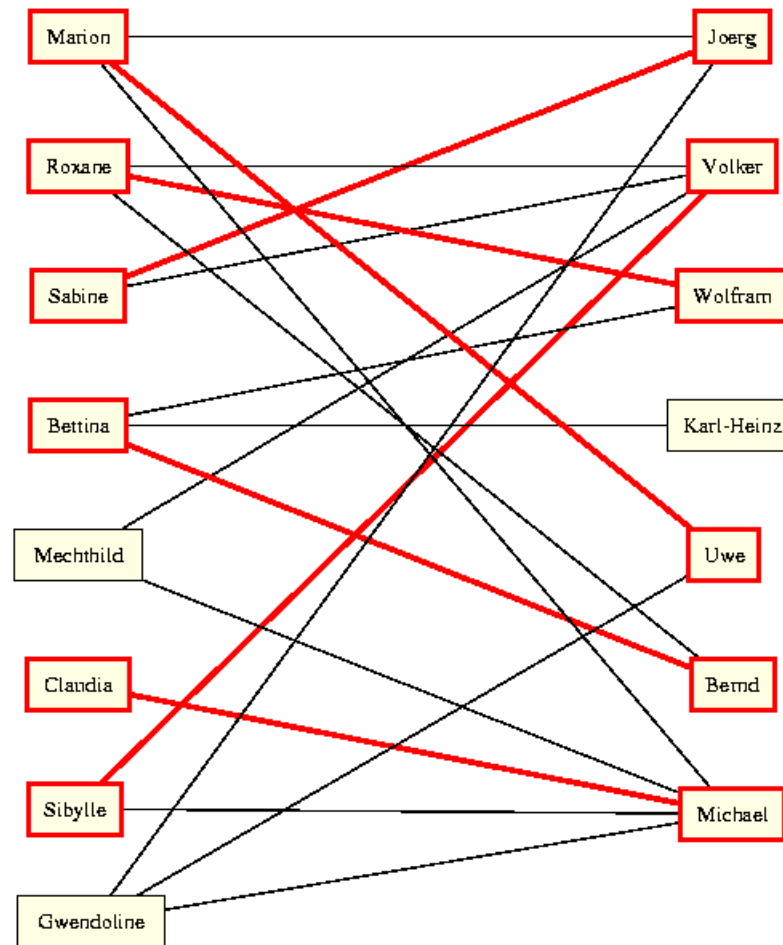 Marion
Joerg
Roxane
Volker
Sabine
Wolfram
Bettina
Karl-Heinz
Mechthild
Uwe
Claudia
Bernd
Sibylle
Michael
Gwendoline